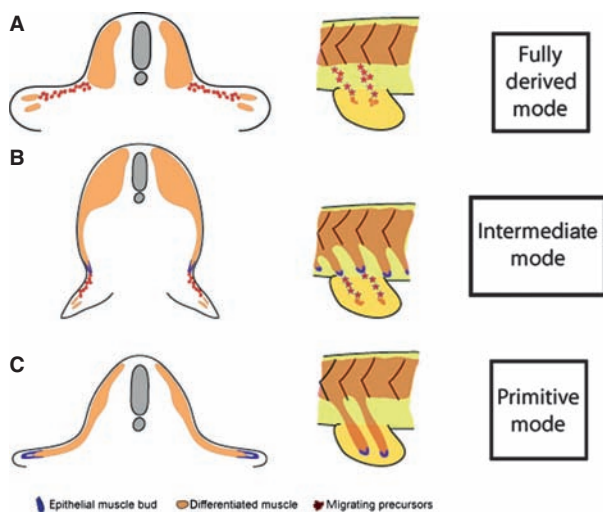 A
Fully
derived
mode
B
Intermediate
mode
C
Primitive
mode
Epithelial muscle bud Differentiated muscle Migrating precursors